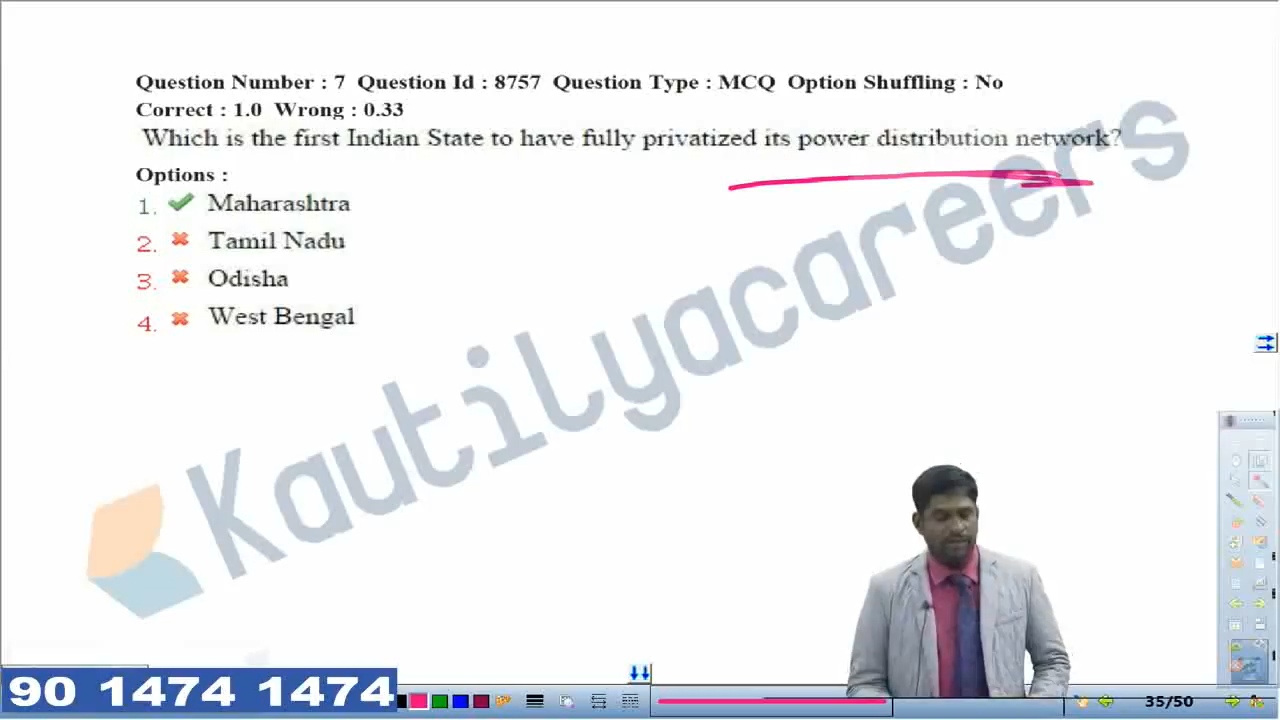 Question Number : 7 Question Id : 8757 Question Type : MCQ Option Shuffling : No
Correct : 1.0 Wrong : 0.33
Which is the first Indian State to have fully privatized its power distribution network?
Options :
1. Maharashtra
2. Tamil Nadu
3. Odisha
4. West Bengal
Kautilyacareers
90 1474 1474
35/50